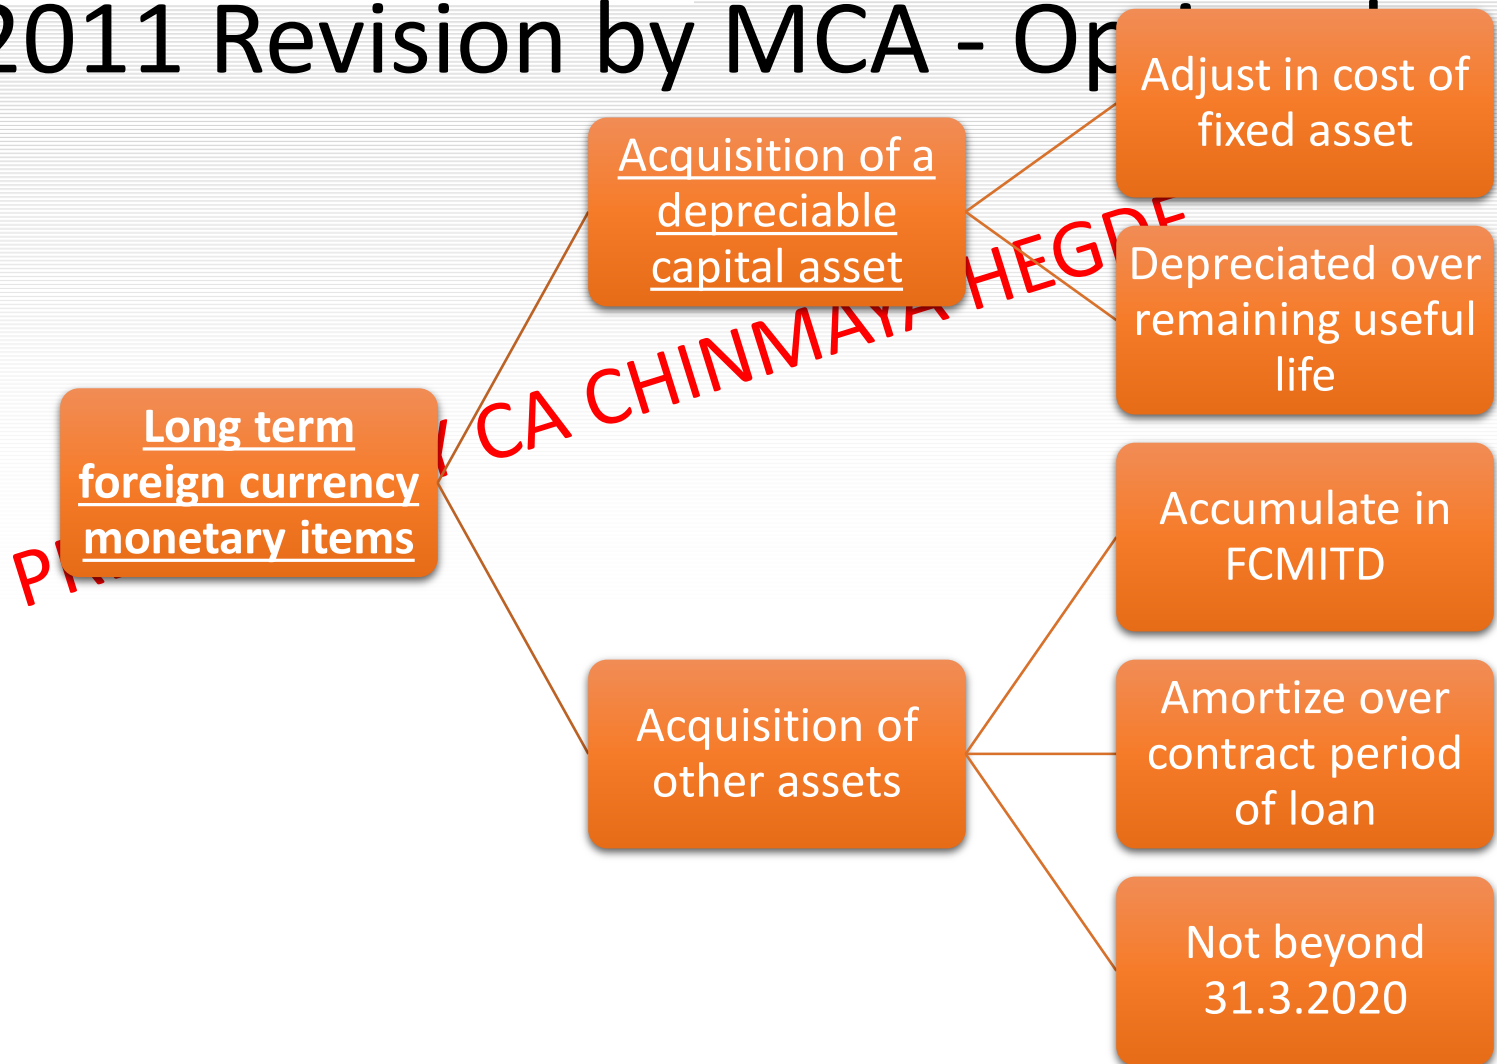 2011 Revision by MCA - Op
Adjust in cost of
fixed asset
Acquisition of a
depreciable
capital asset
Depreciated over
remaining useful
life
CA CHINMAYA HEGDE
Long term
foreign currency
monetary items
Accumulate in
FCMITD
Acquisition of
other assets
Amortize over
contract period
of loan
Not beyond
31.3.2020